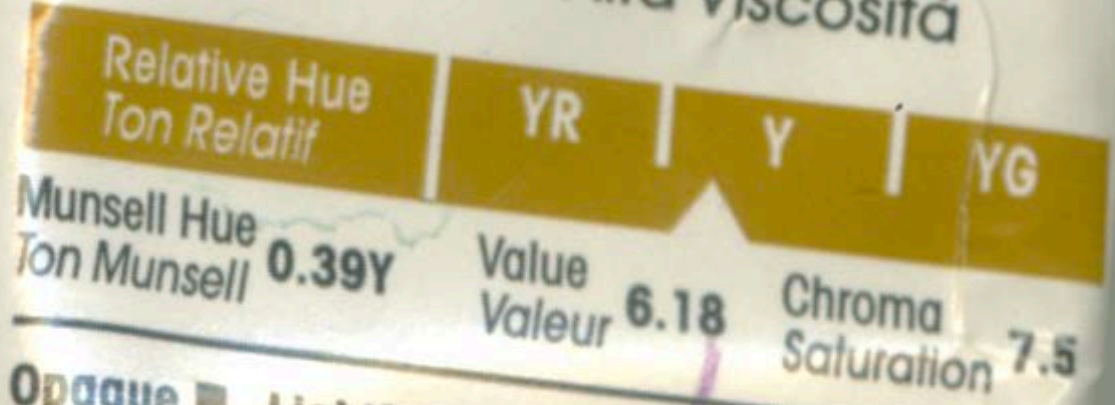 Viscosità
Relative Hue YR Y YG
Ton Relatif
Munsell Hue 0.39Y Value 6.18 Chroma 7.5
Ton Munsell Valeur Saturation
Opaque